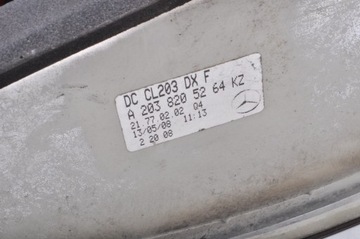 DC CL203 DX F
A 203 820 52 64 KZ
21.77.02.02 04
13/05/08 11:13
2 20 08